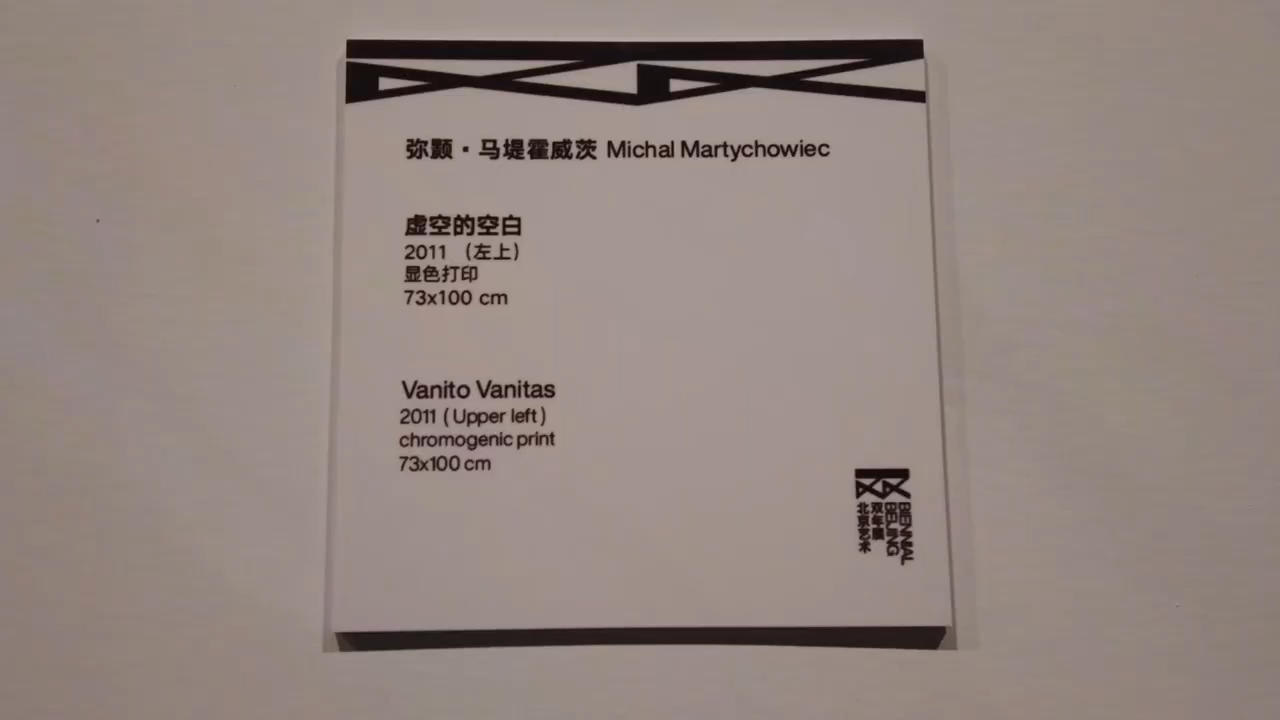 弥颢·马堤霍威茨 Michal Martychowiec
虚空的空白
2011 （左上）
显色打印
73x100 cm
Vanito Vanitas
2011 ( Upper left )
chromogenic print
73x100 cm
BIENNIAL
BEIJING
双年展
北京艺术